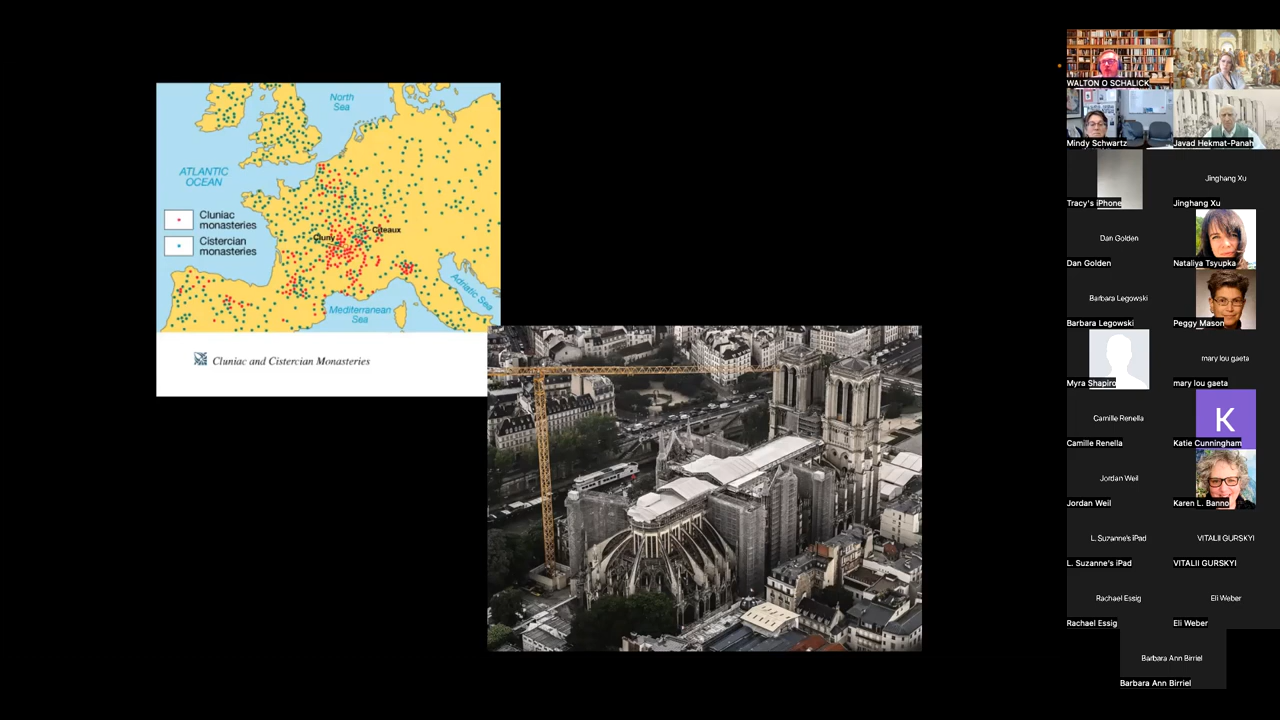 North
Sea
ATLANTIC
OCEAN
Cluniac
monasteries
Cistercian
monasteries
Cluny
Citeaux
Adriatic Sea
Mediterranean
Sea
Cluniac and Cistercian Monasteries
WALTON O SCHALICK
Mindy Schwartz
Javad Hekmat-Panah
Tracy's iPhone
Jinghang Xu
Jinghang Xu
Dan Golden
Dan Golden
Nataliya Tsyupka
Barbara Legowski
Barbara Legowski
Peggy Mason
Myra Shapiro
mary lou gaeta
mary lou gaeta
Camille Renella
Camille Renella
K
Katie Cunningham
Jordan Weil
Jordan Weil
Karen L. Banno
L. Suzanne's iPad
L. Suzanne's iPad
VITALII GURSKYI
VITALII GURSKYI
Rachael Essig
Rachael Essig
Eli Weber
Eli Weber
Barbara Ann Birriel
Barbara Ann Birriel